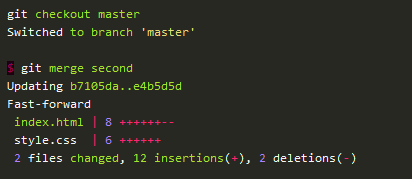 git checkout master
Switched to branch 'master'
$ git merge second
Updating b7105da..e4b5d5d
Fast-forward
index.html | 8 ++++++--
style.css | 6 ++++++
2 files changed, 12 insertions(+), 2 deletions(-)